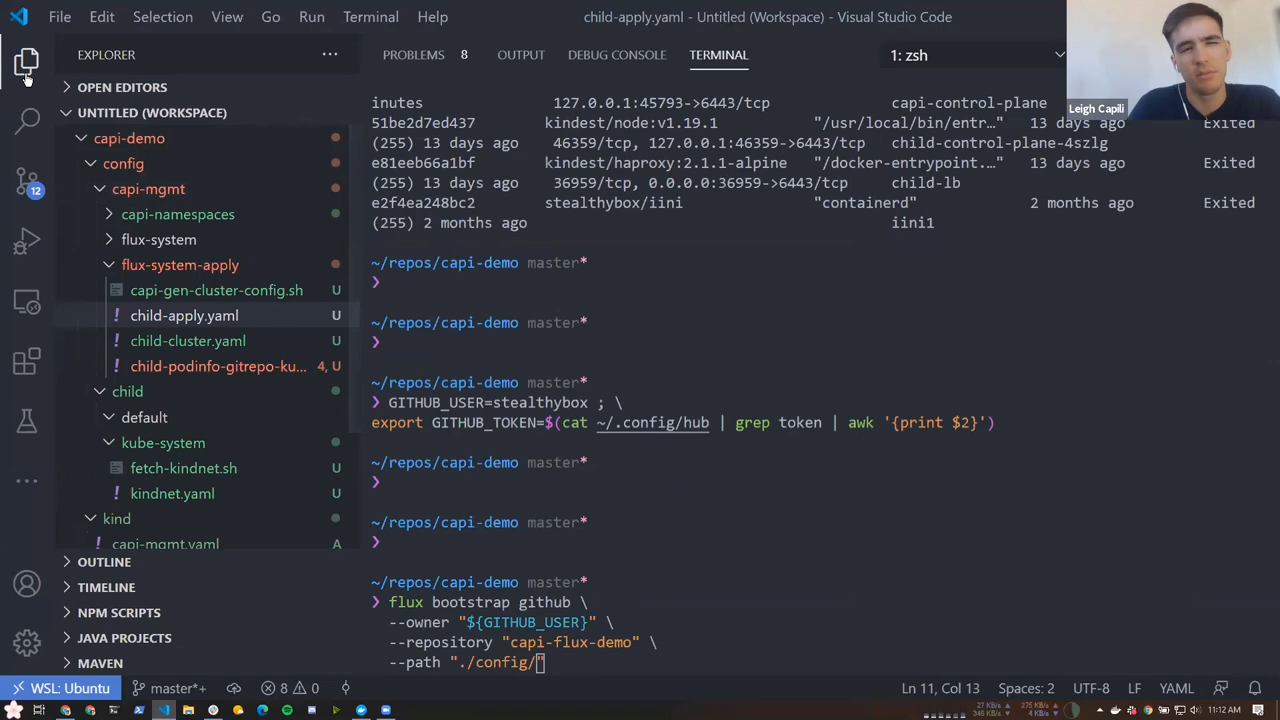 File Edit Selection View Go Run Terminal Help
child-apply.yaml - Untitled (Workspace) - Visual Studio Code
EXPLORER
OPEN EDITORS
UNTITLED (WORKSPACE)
capi-demo
config
capi-mgmt
capi-namespaces
flux-system
flux-system-apply
capi-gen-cluster-config.sh U
child-apply.yaml U
child-cluster.yaml U
child-podinfo-gitrepo-ku... 4, U
child
default
kube-system
fetch-kindnet.sh U
kindnet.yaml U
kind
capi-mgmt.yaml A
OUTLINE
TIMELINE
NPM SCRIPTS
JAVA PROJECTS
MAVEN
12
PROBLEMS 8 OUTPUT DEBUG CONSOLE TERMINAL 1: zsh
Leigh Capili
inutes 127.0.0.1:45793->6443/tcp capi-control-plane
51be2d7ed437 kindest/node:v1.19.1 "/usr/local/bin/entr…" 13 days ago Exited
(255) 13 days ago 46359/tcp, 127.0.0.1:46359->6443/tcp child-control-plane-4szlg
e81eeb66a1bf kindest/haproxy:2.1.1-alpine "/docker-entrypoint.…" 13 days ago Exited
(255) 13 days ago 36959/tcp, 0.0.0.0:36959->6443/tcp child-lb
e2f4ea248bc2 stealthybox/iini "containerd" 2 months ago Exited
(255) 2 months ago iini1
~/repos/capi-demo master*
❯
~/repos/capi-demo master*
❯
~/repos/capi-demo master*
❯ GITHUB_USER=stealthybox ; \
export GITHUB_TOKEN=$(cat ~/.config/hub | grep token | awk '{print $2}')
~/repos/capi-demo master*
❯
~/repos/capi-demo master*
❯
~/repos/capi-demo master*
❯ flux bootstrap github \
--owner "${GITHUB_USER}" \
--repository "capi-flux-demo" \
--path "./config/"
WSL: Ubuntu master*+ 8 0 Ln 11, Col 13 Spaces: 2 UTF-8 LF YAML
11:12 AM